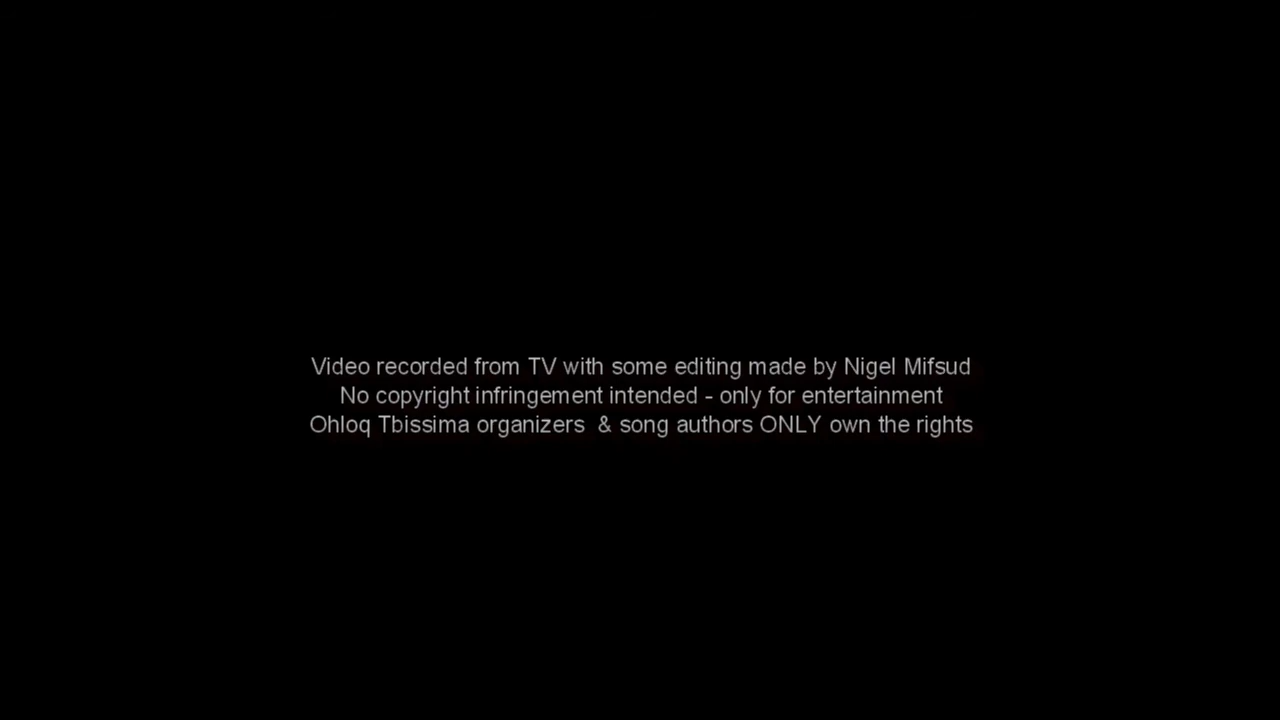 Video recorded from TV with some editing made by Nigel Mifsud
No copyright infringement intended - only for entertainment
Ohloq Tbissima organizers  & song authors ONLY own the rights